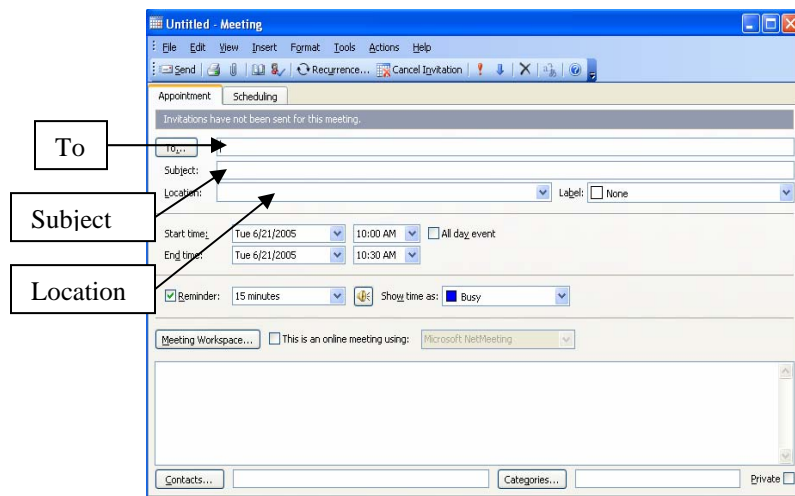 Untitled - Meeting
File Edit View Insert Format Tools Actions Help
Send Recurrence... Cancel Invitation
Appointment Scheduling
Invitations have not been sent for this meeting.
To
To...
Subject:
Location: Label: None
Subject
Start time: Tue 6/21/2005 10:00 AM All day event
End time: Tue 6/21/2005 10:30 AM
Location
Reminder: 15 minutes Show time as: Busy
Meeting Workspace... This is an online meeting using: Microsoft NetMeeting
Contacts... Categories... Private